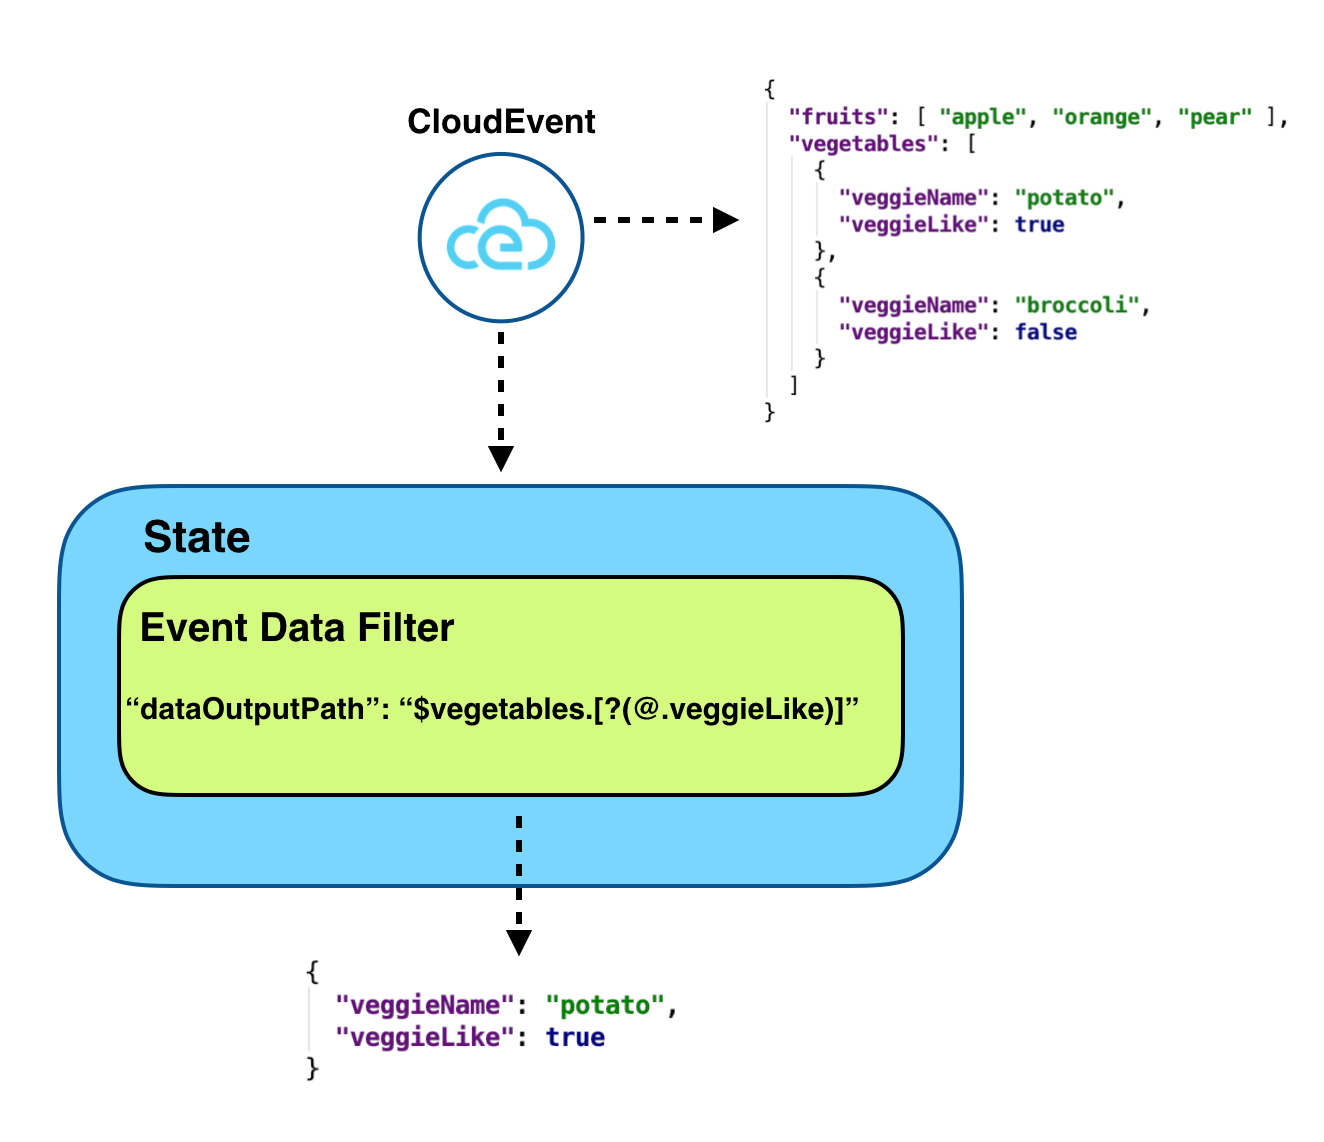 CloudEvent
{
"fruits": [ "apple", "orange", "pear" ],
"vegetables": [
{
"veggieName": "potato",
"veggieLike": true
},
{
"veggieName": "broccoli",
"veggieLike": false
}
]
}
State
Event Data Filter
“dataOutputPath”: “$vegetables.[?(@.veggieLike)]”
{
"veggieName": "potato",
"veggieLike": true
}